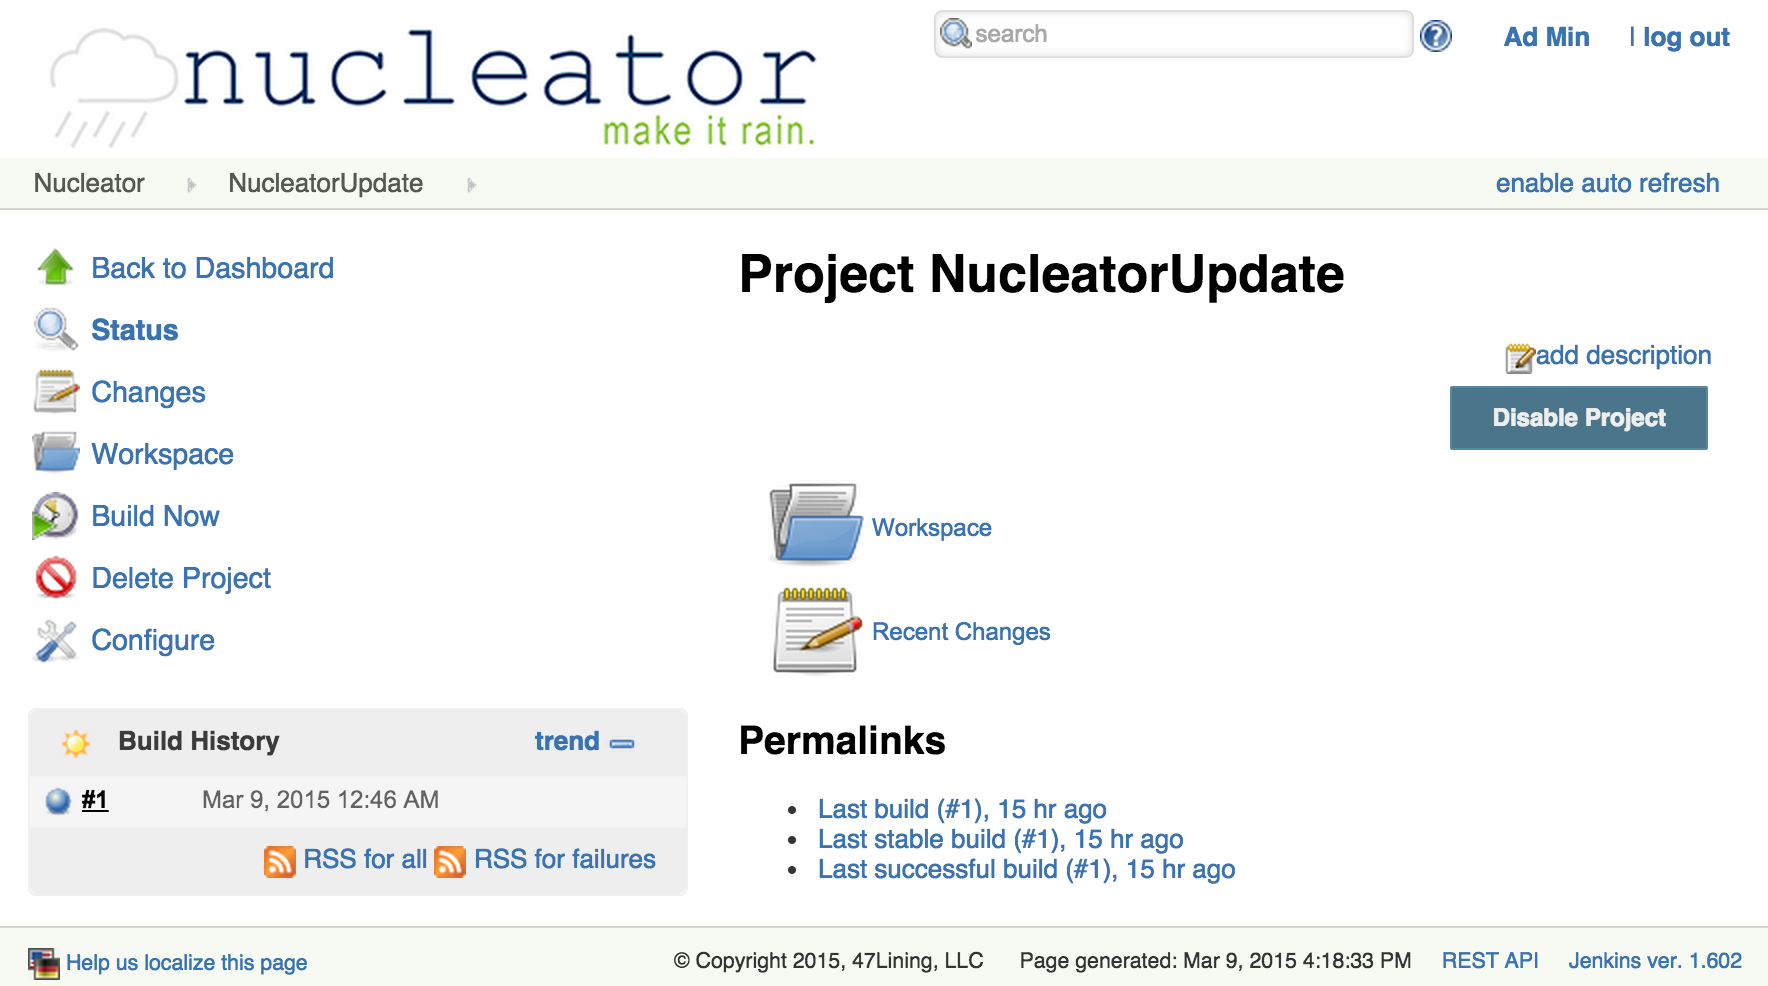 nucleator
make it rain.
search
Ad Min | log out
Nucleator NucleatorUpdate enable auto refresh
Back to Dashboard
Status
Changes
Workspace
Build Now
Delete Project
Configure
Build History trend
#1 Mar 9, 2015 12:46 AM
RSS for all RSS for failures
Project NucleatorUpdate
add description
Disable Project
Workspace
Recent Changes
Permalinks
Last build (#1), 15 hr ago
Last stable build (#1), 15 hr ago
Last successful build (#1), 15 hr ago
Help us localize this page © Copyright 2015, 47Lining, LLC Page generated: Mar 9, 2015 4:18:33 PM REST API Jenkins ver. 1.602